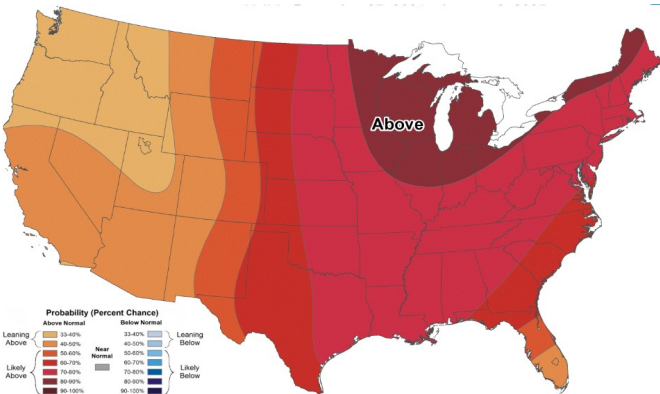 Above
Probability (Percent Chance)
Above Normal Below Normal
Leaning Above
33-40%
40-50%
Likely Above
50-60%
60-70%
70-80%
80-90%
90-100%
Near Normal
33-40%
40-50%
Leaning Below
50-60%
60-70%
70-80%
80-90%
90-100%
Likely Below